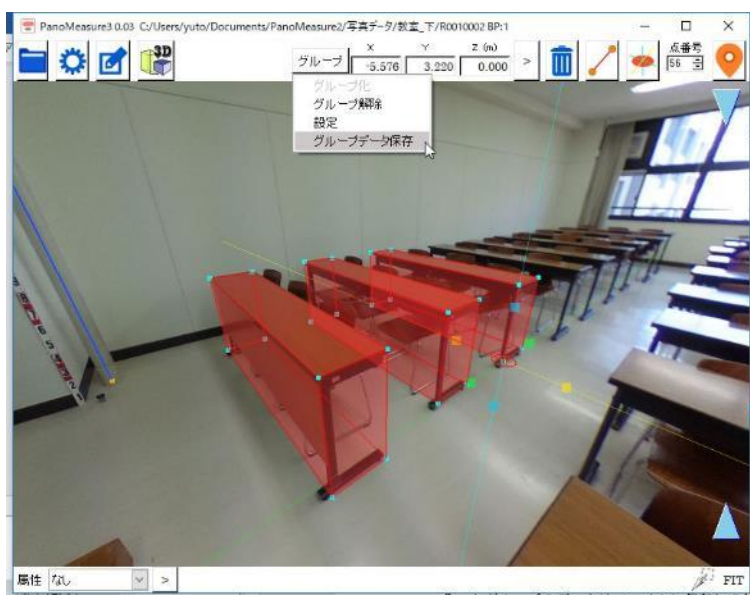 PanoMeasure3 0.03 C:/Users/yuto/Documents/PanoMeasure2/写真データ/教室_下/R0010002 BP:1
3D
グループ
X Y Z (m)
-5.576 3.220 0.000 >
点番号
56
グループ化
グループ解除
設定
グループデータ保存
属性 なし >
FIT